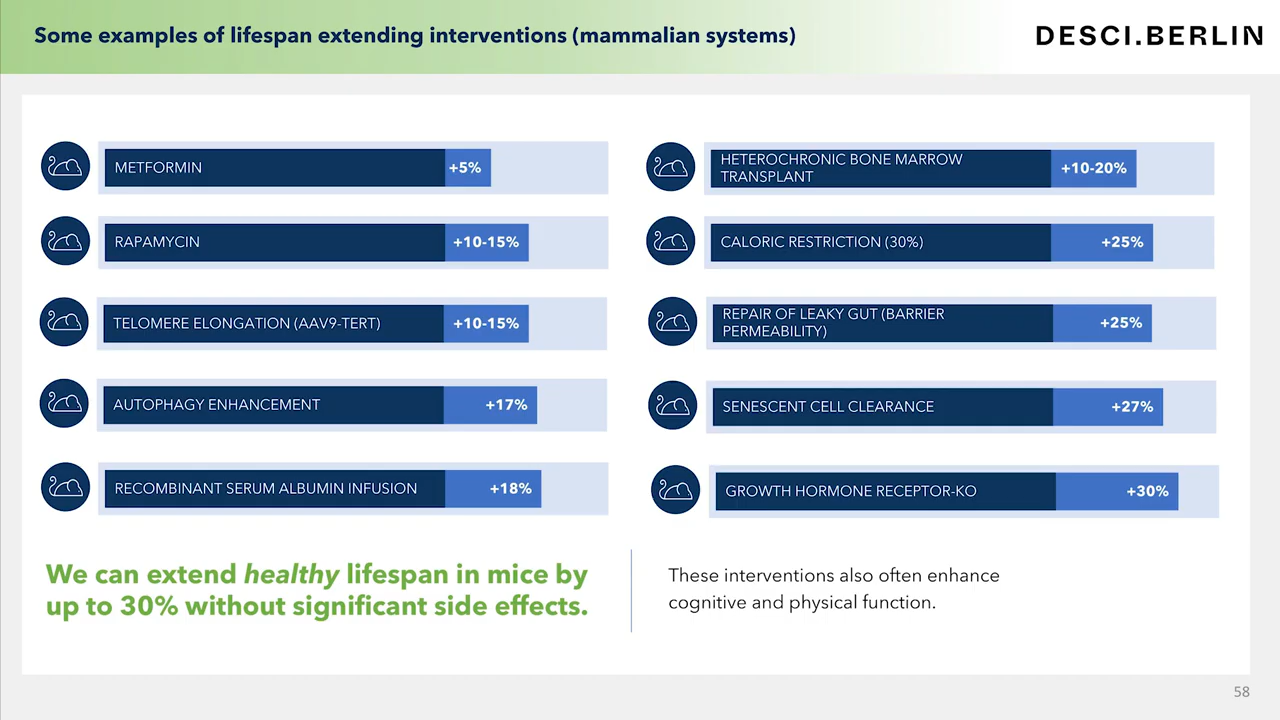 Some examples of lifespan extending interventions (mammalian systems)
DESCI.BERLIN
METFORMIN
+5%
RAPAMYCIN
+10-15%
TELOMERE ELONGATION (AAV9-TERT)
+10-15%
AUTOPHAGY ENHANCEMENT
+17%
RECOMBINANT SERUM ALBUMIN INFUSION
+18%
HETEROCHRONIC BONE MARROW
TRANSPLANT
+10-20%
CALORIC RESTRICTION (30%)
+25%
REPAIR OF LEAKY GUT (BARRIER
PERMEABILITY)
+25%
SENESCENT CELL CLEARANCE
+27%
GROWTH HORMONE RECEPTOR-KO
+30%
We can extend healthy lifespan in mice by
up to 30% without significant side effects.
These interventions also often enhance
cognitive and physical function.
58